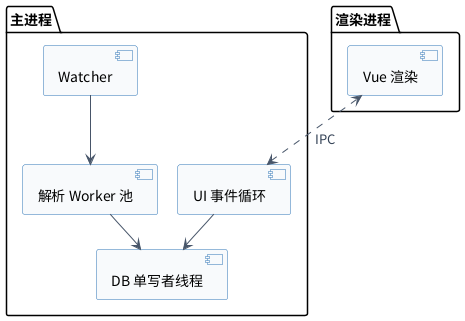 主进程
渲染进程
Watcher
Vue 渲染
IPC
解析 Worker 池
UI 事件循环
DB 单写者线程